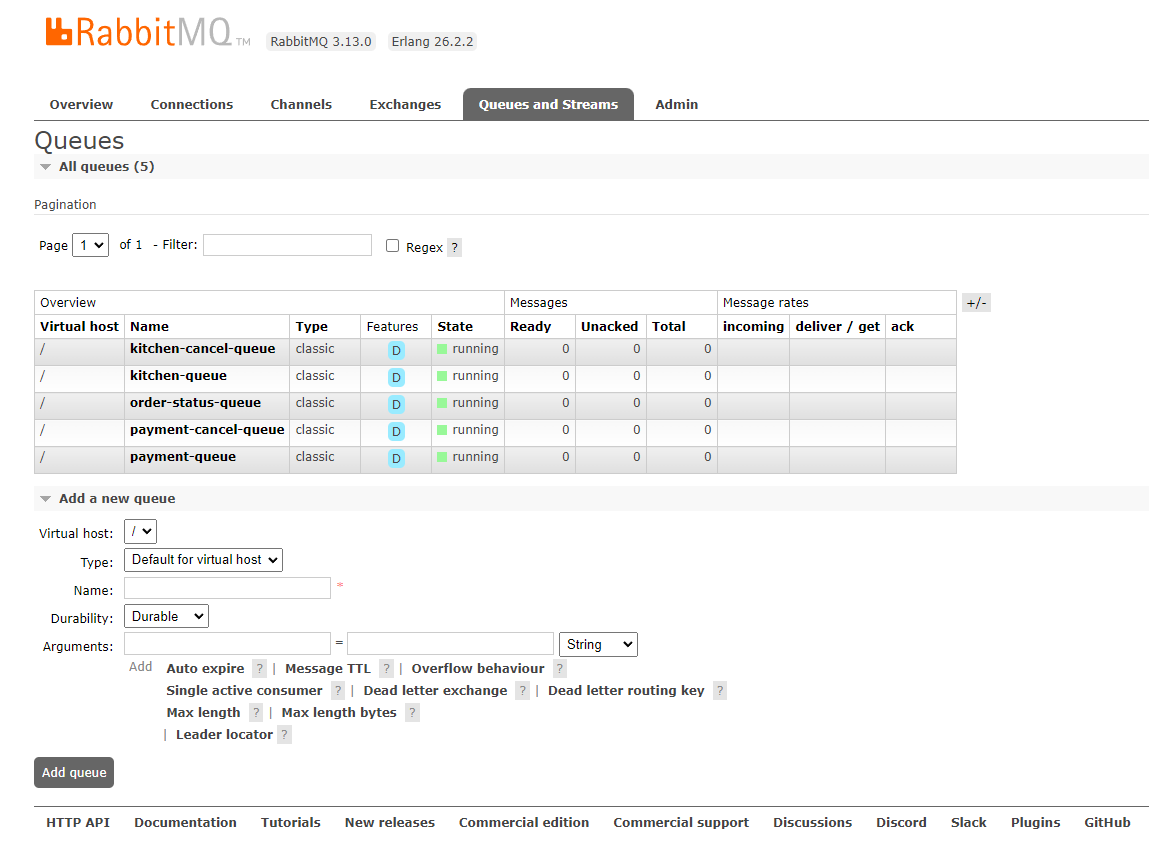 RabbitMQ TM RabbitMQ 3.13.0 Erlang 26.2.2
Overview Connections Channels Exchanges Queues and Streams Admin
Queues
All queues (5)
Pagination
Page 1 of 1 - Filter: Regex ?
Overview Messages Message rates +/-
Virtual host Name Type Features State Ready Unacked Total incoming deliver / get ack
/ kitchen-cancel-queue classic D running 0 0 0
/ kitchen-queue classic D running 0 0 0
/ order-status-queue classic D running 0 0 0
/ payment-cancel-queue classic D running 0 0 0
/ payment-queue classic D running 0 0 0
Add a new queue
Virtual host: /
Type: Default for virtual host
Name: *
Durability: Durable
Arguments: = String
Add Auto expire ? | Message TTL ? | Overflow behaviour ?
Single active consumer ? | Dead letter exchange ? | Dead letter routing key ?
Max length ? | Max length bytes ?
| Leader locator ?
Add queue
HTTP API Documentation Tutorials New releases Commercial edition Commercial support Discussions Discord Slack Plugins GitHub